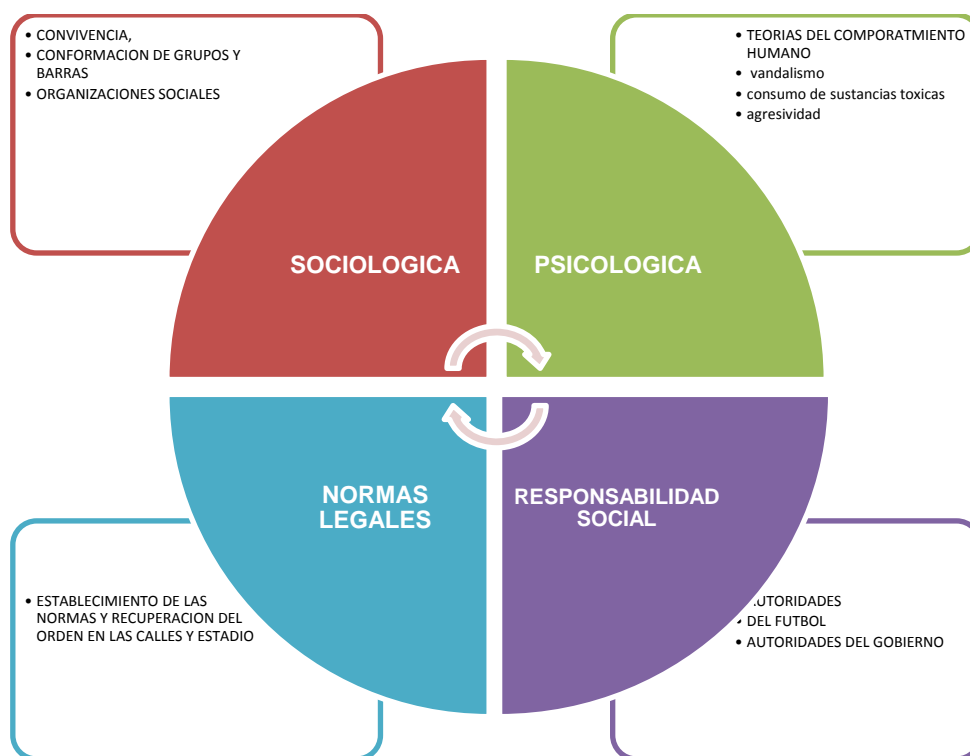 • CONVIVENCIA,
• CONFORMACION DE GRUPOS Y
BARRAS
• ORGANIZACIONES SOCIALES
• TEORIAS DEL COMPORATMIENTO
HUMANO
• vandalismo
• consumo de sustancias toxicas
• agresividad
SOCIOLOGICA
PSICOLOGICA
NORMAS
LEGALES
RESPONSABILIDAD
SOCIAL
• ESTABLECIMIENTO DE LAS
NORMAS Y RECUPERACION DEL
ORDEN EN LAS CALLES Y ESTADIO
• AUTORIDADES
• DEL FUTBOL
• AUTORIDADES DEL GOBIERNO